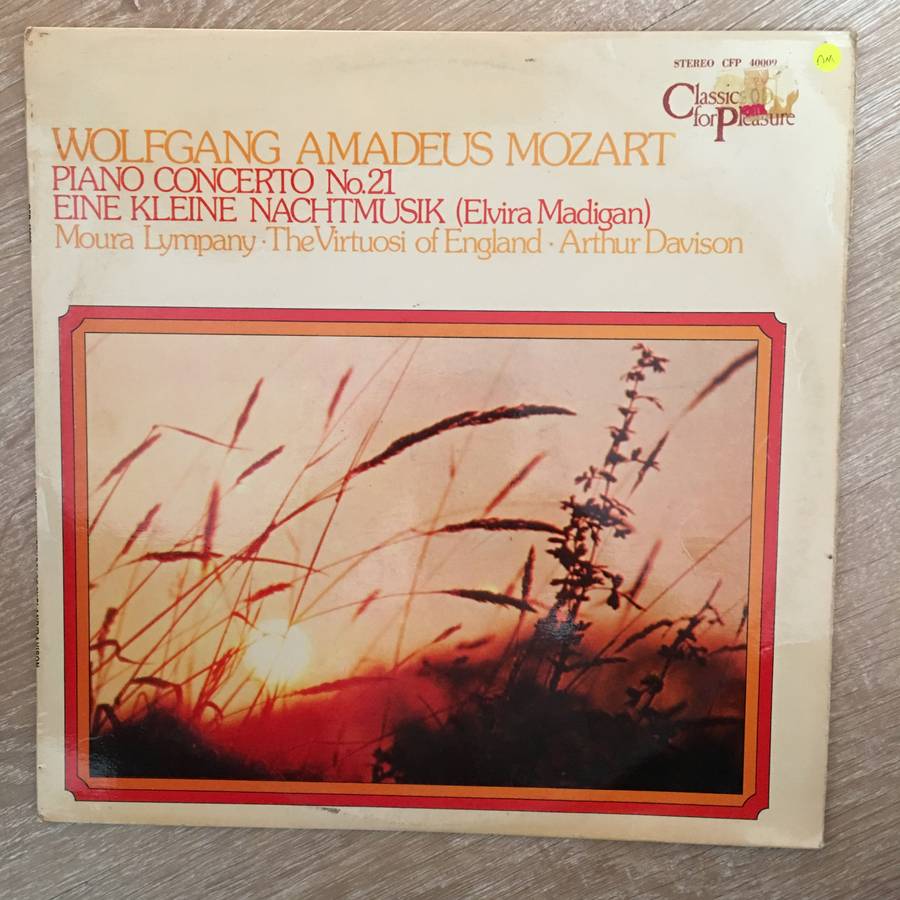 STEREO CFP 40009
Classics
for Pleasure
AM
WOLFGANG AMADEUS MOZART
PIANO CONCERTO No.21
EINE KLEINE NACHTMUSIK (Elvira Madigan)
Moura Lympany · The Virtuosi of England · Arthur Davison